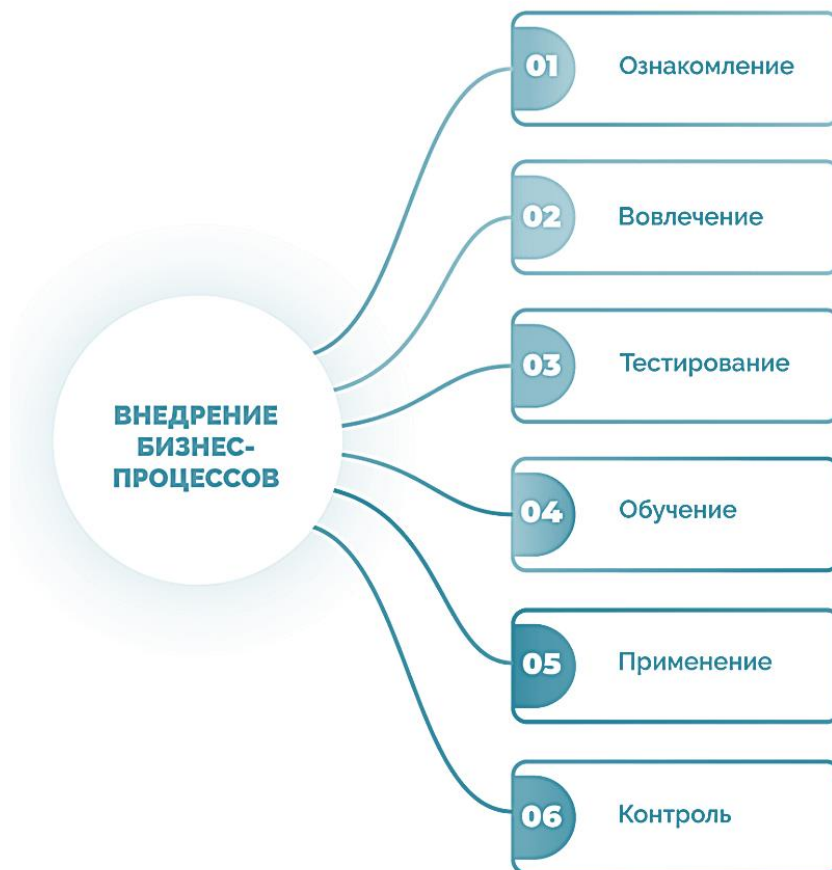 01 Ознакомление
02 Вовлечение
03 Тестирование
ВНЕДРЕНИЕ
БИЗНЕС-
ПРОЦЕССОВ
04 Обучение
05 Применение
06 Контроль